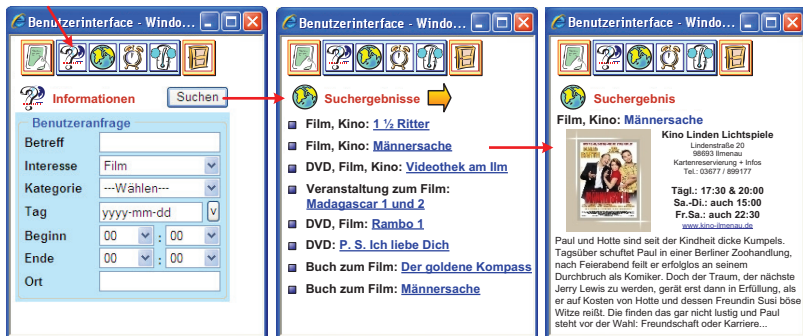 Benutzerinterface - Windo...
Informationen
Suchen
Benutzeranfrage
Betreff
Interesse Film
Kategorie ---Wählen---
Tag yyyy-mm-dd v
Beginn 00 : 00
Ende 00 : 00
Ort
Benutzerinterface - Windo...
Suchergebnisse
Film, Kino: 1 ½ Ritter
Film, Kino: Männersache
DVD, Film, Kino: Videothek am Ilm
Veranstaltung zum Film:
Madagascar 1 und 2
DVD, Film: Rambo 1
DVD: P. S. Ich liebe Dich
Buch zum Film: Der goldene Kompass
Buch zum Film: Männersache
Benutzerinterface - Windo...
Suchergebnis
Film, Kino: Männersache
Kino Linden Lichtspiele
Lindenstraße 20
98693 Ilmenau
Kartenreservierung + Infos
Tel.: 03677 / 899177
Tägl.: 17:30 & 20:00
Sa.-Di.: auch 15:00
Fr.Sa.: auch 22:30
www.kino-ilmenau.de
Paul und Hotte sind seit der Kindheit dicke Kumpels.
Tagsüber schuftet Paul in einer Berliner Zoohandlung,
nach Feierabend feilt er erfolglos an seinem
Durchbruch als Komiker. Doch der Traum, der nächste
Jerry Lewis zu werden, gerät erst dann in Erfüllung, als
er auf Kosten von Hotte und dessen Freundin Susi böse
Witze reißt. Die finden das gar nicht lustig und Paul
steht vor der Wahl: Freundschaft oder Karriere...